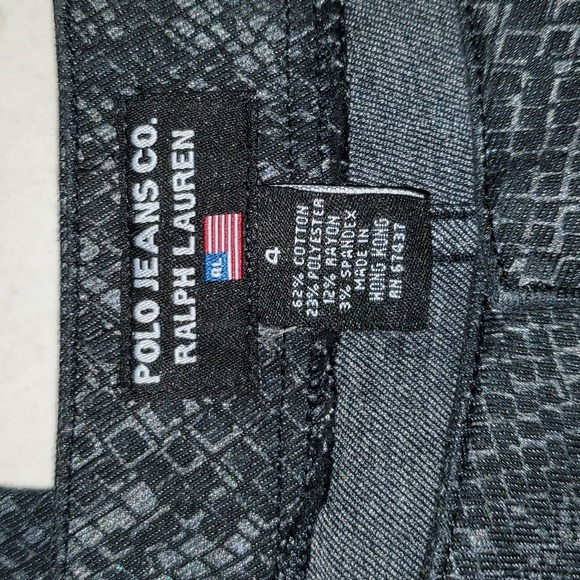 POLO JEANS CO.
RALPH LAUREN
RL
4
62% COTTON
23% POLYESTER
12% RAYON
3% SPANDEX
MADE IN
HONG KONG
RN 67437